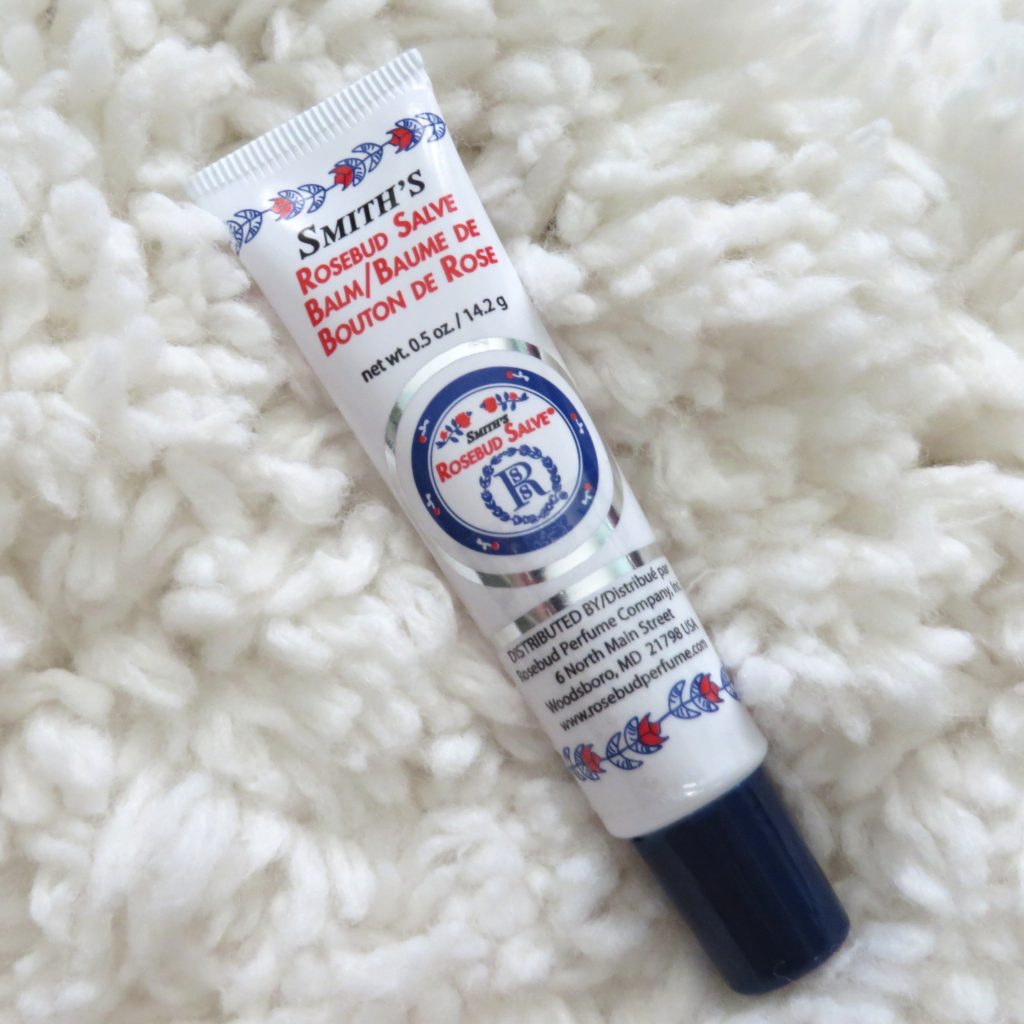 SMITH'S
ROSEBUD SALVE
BALM/BAUME DE
BOUTON DE ROSE
net wt. 0.5 oz. / 14.2 g
SMITH'S
ROSEBUD SALVE®
RS
DISTRIBUTED BY/Distribué par
Rosebud Perfume Company, Inc
6 North Main Street
Woodsboro, MD 21798 USA
www.rosebudperfume.com